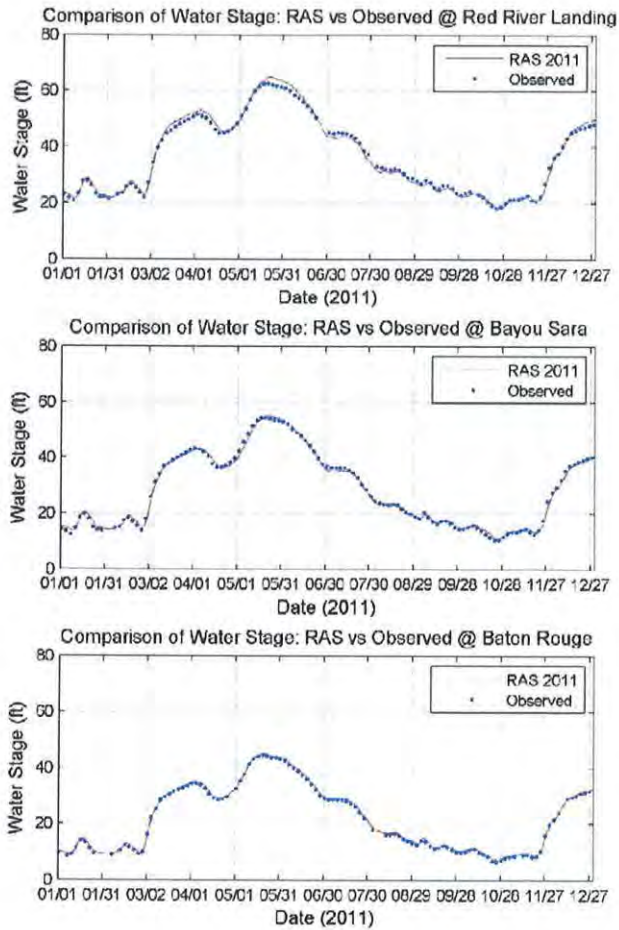 Comparison of Water Stage: RAS vs Observed @ Red River Landing
80
60
40
20
0
Water Stage (ft)
RAS 2011
Observed
01/01 01/31 03/02 04/01 05/01 05/31 06/30 07/30 08/29 09/28 10/28 11/27 12/27
Date (2011)
Comparison of Water Stage: RAS vs Observed @ Bayou Sara
80
60
40
20
0
Water Stage (ft)
RAS 2011
Observed
01/01 01/31 03/02 04/01 05/01 05/31 06/30 07/30 08/29 09/28 10/28 11/27 12/27
Date (2011)
Comparison of Water Stage: RAS vs Observed @ Baton Rouge
80
60
40
20
0
Water Stage (ft)
RAS 2011
Observed
01/01 01/31 03/02 04/01 05/01 05/31 06/30 07/30 08/29 09/28 10/28 11/27 12/27
Date (2011)